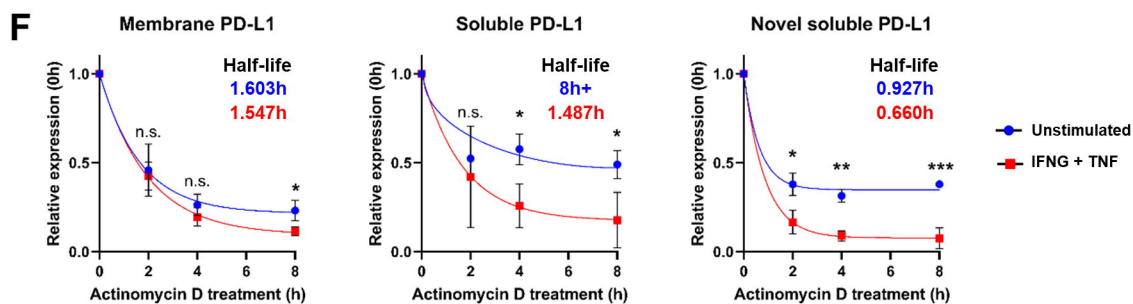 F
Membrane PD-L1
Relative expression (0h)
1.0
0.5
0.0
Half-life
1.603h
1.547h
n.s.
n.s.
*
0
2
4
6
8
Actinomycin D treatment (h)
Soluble PD-L1
Relative expression (0h)
1.0
0.5
0.0
Half-life
8h+
1.487h
n.s.
*
*
0
2
4
6
8
Actinomycin D treatment (h)
Novel soluble PD-L1
Relative expression (0h)
1.0
0.5
0.0
Half-life
0.927h
0.660h
*
**
***
0
2
4
6
8
Actinomycin D treatment (h)
Unstimulated
IFNG + TNF